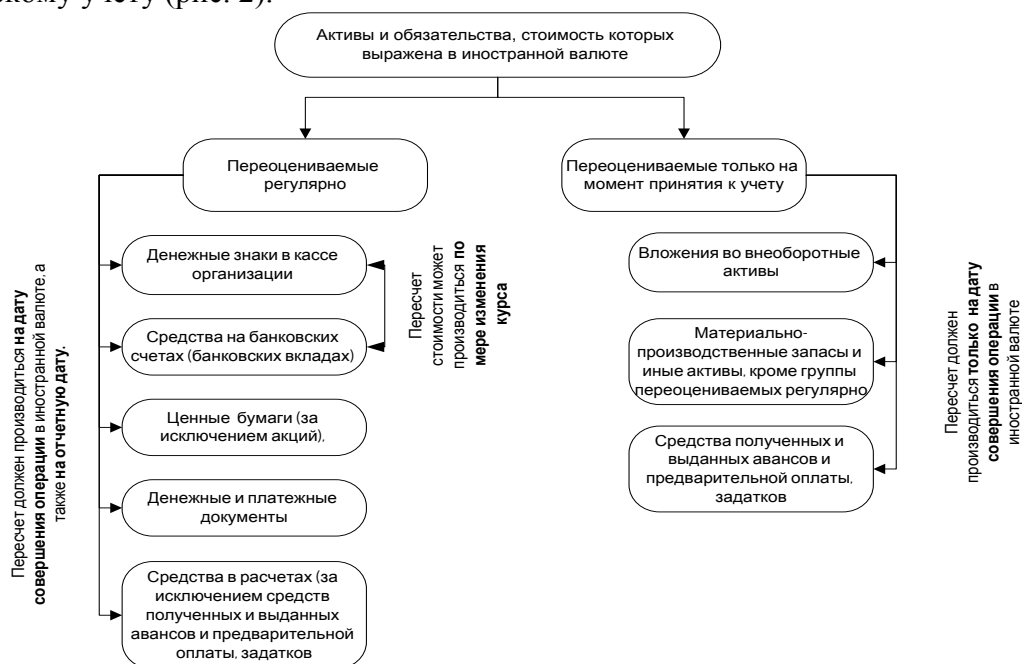 скому учету (рис. 2).
Активы и обязательства, стоимость которых
выражена в иностранной валюте
Переоцениваемые
регулярно
Переоцениваемые только на
момент принятия к учету
Пересчет должен производиться на дату
совершения операции в иностранной валюте, а
также на отчетную дату.
Денежные знаки в кассе
организации
Средства на банковских
счетах (банковских вкладах)
Ценные бумаги (за
исключением акций),
Денежные и платежные
документы
Средства в расчетах (за
исключением средств
полученных и выданных
авансов и предварительной
оплаты, задатков
Пересчет
стоимости может
производиться по
мере изменения
курса
Вложения во внеоборотные
активы
Материально-
производственные запасы и
иные активы, кроме группы
переоцениваемых регулярно
Средства полученных и
выданных авансов и
предварительной оплаты,
задатков
Пересчет должен
производиться только на дату
совершения операции в
иностранной валюте